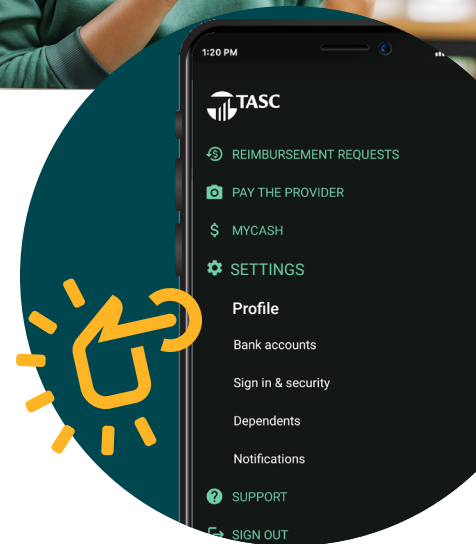 1:20 PM
TASC
REIMBURSEMENT REQUESTS
PAY THE PROVIDER
MYCASH
SETTINGS
Profile
Bank accounts
Sign in & security
Dependents
Notifications
SUPPORT
SIGN OUT